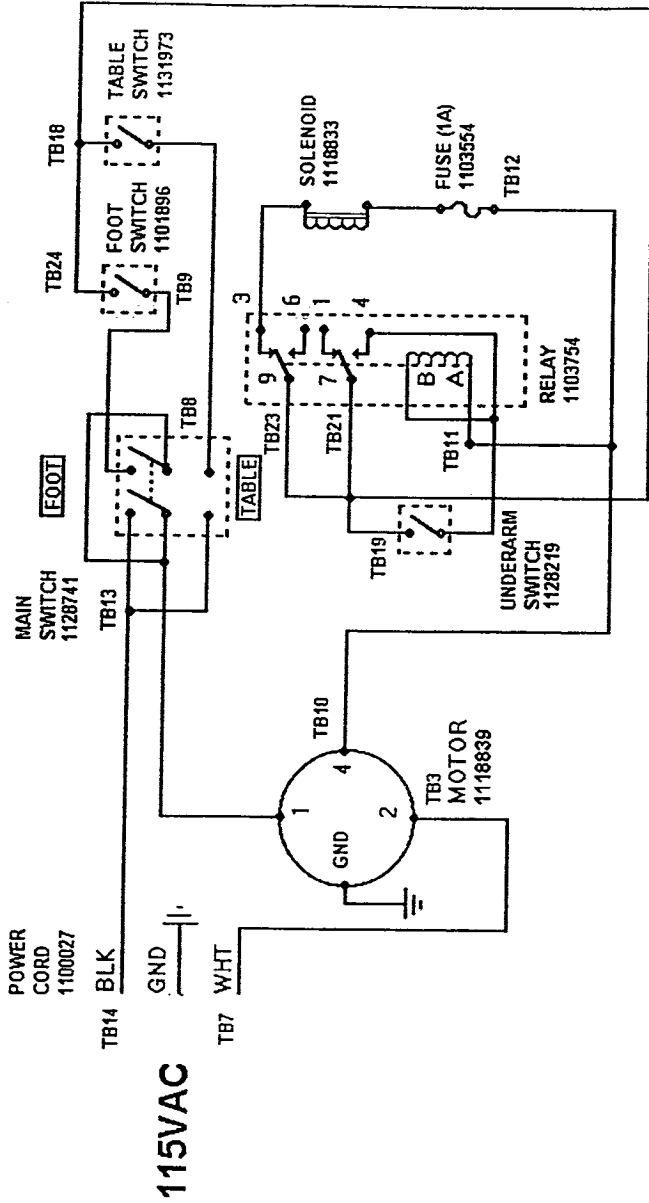 115VAC
POWER
CORD
1100027
TB14
BLK
GND
TB7
WHT
MAIN
SWITCH
1128741
FOOT
TB13
TB8
TABLE
TB24
FOOT
SWITCH
1101896
TB9
TB18
TABLE
SWITCH
1131973
GND
1
4
2
TB10
TB3
MOTOR
1118839
TB19
UNDERARM
SWITCH
1128219
TB23
TB21
TB11
9
7
B
A
3
6
1
4
RELAY
1103754
SOLENOID
1118833
FUSE (1A)
1103554
TB12